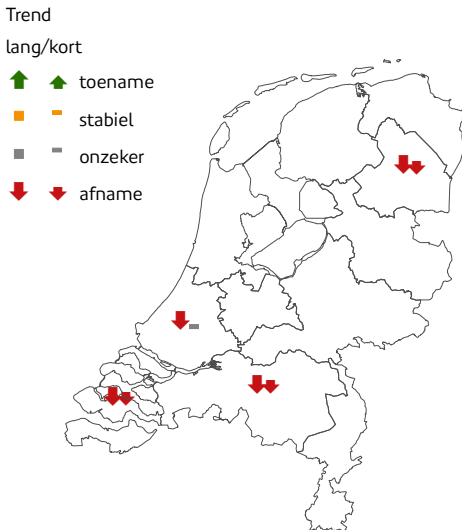 Trend
lang/kort
toename
stabiel
onzeker
afname